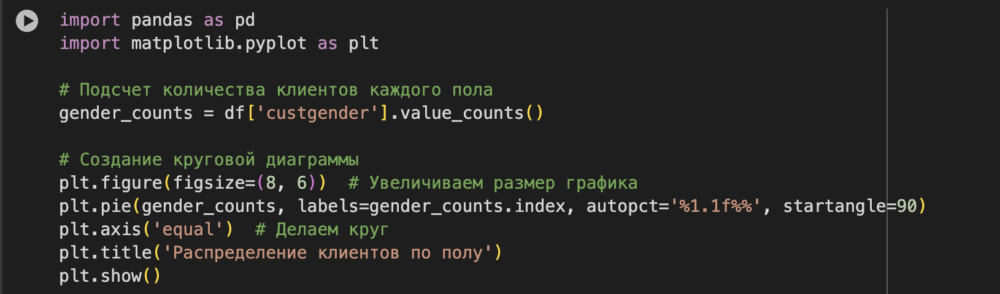 import pandas as pd
import matplotlib.pyplot as plt
# Подсчет количества клиентов каждого пола
gender_counts = df['custgender'].value_counts()
# Создание круговой диаграммы
plt.figure(figsize=(8, 6))  # Увеличиваем размер графика
plt.pie(gender_counts, labels=gender_counts.index, autopct='%1.1f%%', startangle=90)
plt.axis('equal')  # Делаем круг
plt.title('Распределение клиентов по полу')
plt.show()